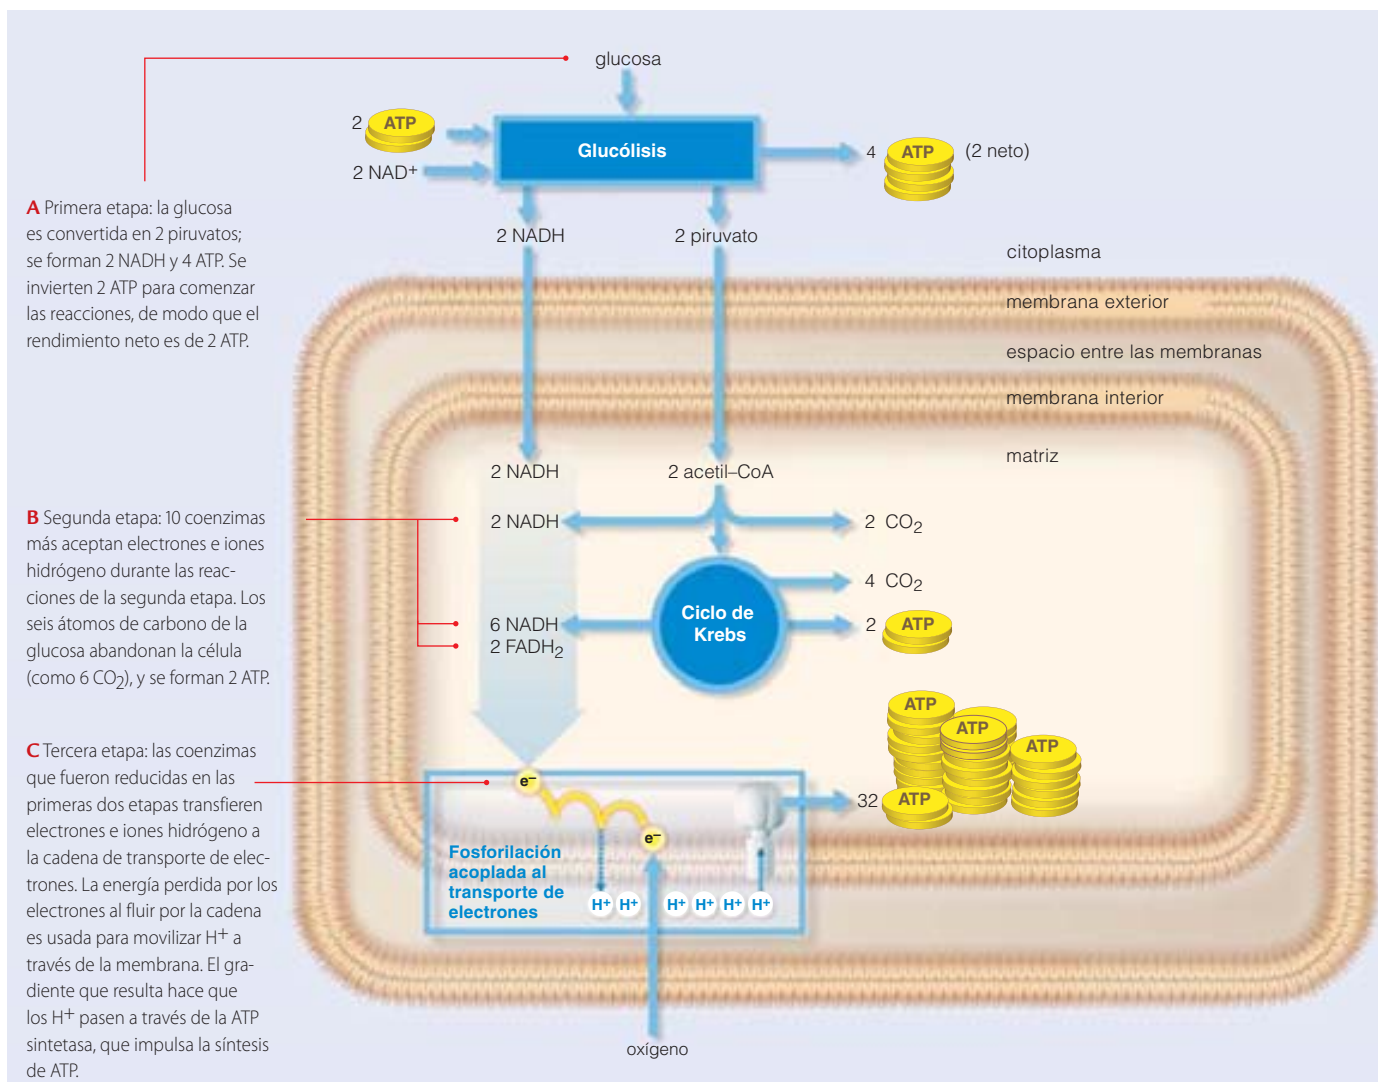 glucosa
2 ATP
2 NAD+
Glucólisis
4 ATP (2 neto)
2 NADH
2 piruvato
A Primera etapa: la glucosa
es convertida en 2 piruvatos;
se forman 2 NADH y 4 ATP. Se
invierten 2 ATP para comenzar
las reacciones, de modo que el
rendimiento neto es de 2 ATP.
citoplasma
membrana exterior
espacio entre las membranas
membrana interior
matriz
2 NADH
2 acetil–CoA
B Segunda etapa: 10 coenzimas
más aceptan electrones e iones
hidrógeno durante las reac-
ciones de la segunda etapa. Los
seis átomos de carbono de la
glucosa abandonan la célula
(como 6 CO2), y se forman 2 ATP.
2 NADH
2 CO2
4 CO2
Ciclo de
Krebs
6 NADH
2 FADH2
2 ATP
C Tercera etapa: las coenzimas
que fueron reducidas en las
primeras dos etapas transfieren
electrones e iones hidrógeno a
la cadena de transporte de elec-
trones. La energía perdida por los
electrones al fluir por la cadena
es usada para movilizar H+ a
través de la membrana. El gra-
diente que resulta hace que
los H+ pasen a través de la ATP
sintetasa, que impulsa la síntesis
de ATP.
ATP
ATP
ATP
32 ATP
e–
e–
Fosforilación
acoplada al
transporte de
electrones
H+ H+ H+ H+ H+ H+
oxígeno